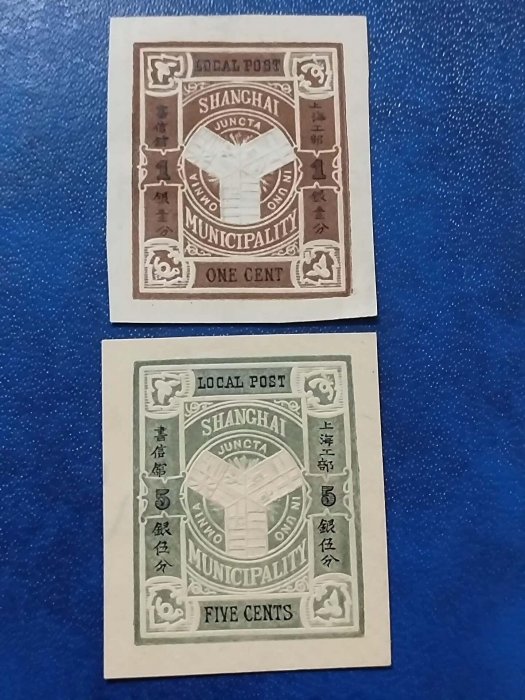 LOCAL POST
SHANGHAI
JUNCTA
IN UNO
OMNIA
MUNICIPALITY
上海工部
1
銀壹分
書信館
1
銀壹分
ONE CENT
LOCAL POST
SHANGHAI
JUNCTA
IN UNO
OMNIA
MUNICIPALITY
上海工部
5
銀伍分
書信館
5
銀伍分
FIVE CENTS